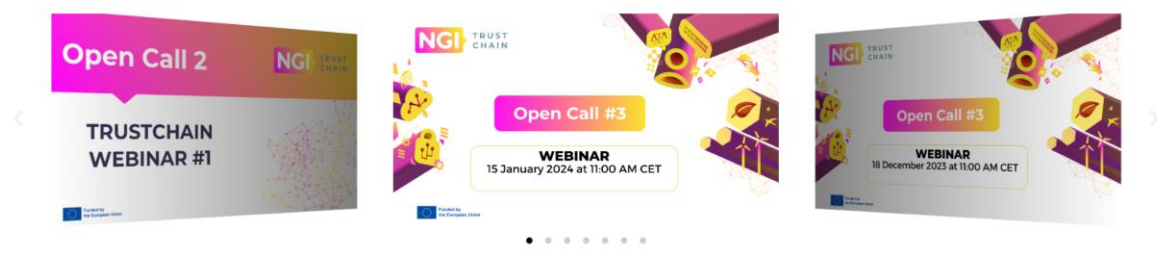 Open Call 2
NGI TRUST
CHAIN
TRUSTCHAIN
WEBINAR #1
Funded by
the European Union
NGI TRUST
CHAIN
Open Call #3
WEBINAR
15 January 2024 at 11:00 AM CET
Funded by
the European Union
NGI TRUST
CHAIN
Open Call #3
WEBINAR
18 December 2023 at 11:00 AM CET
Funded by
the European Union